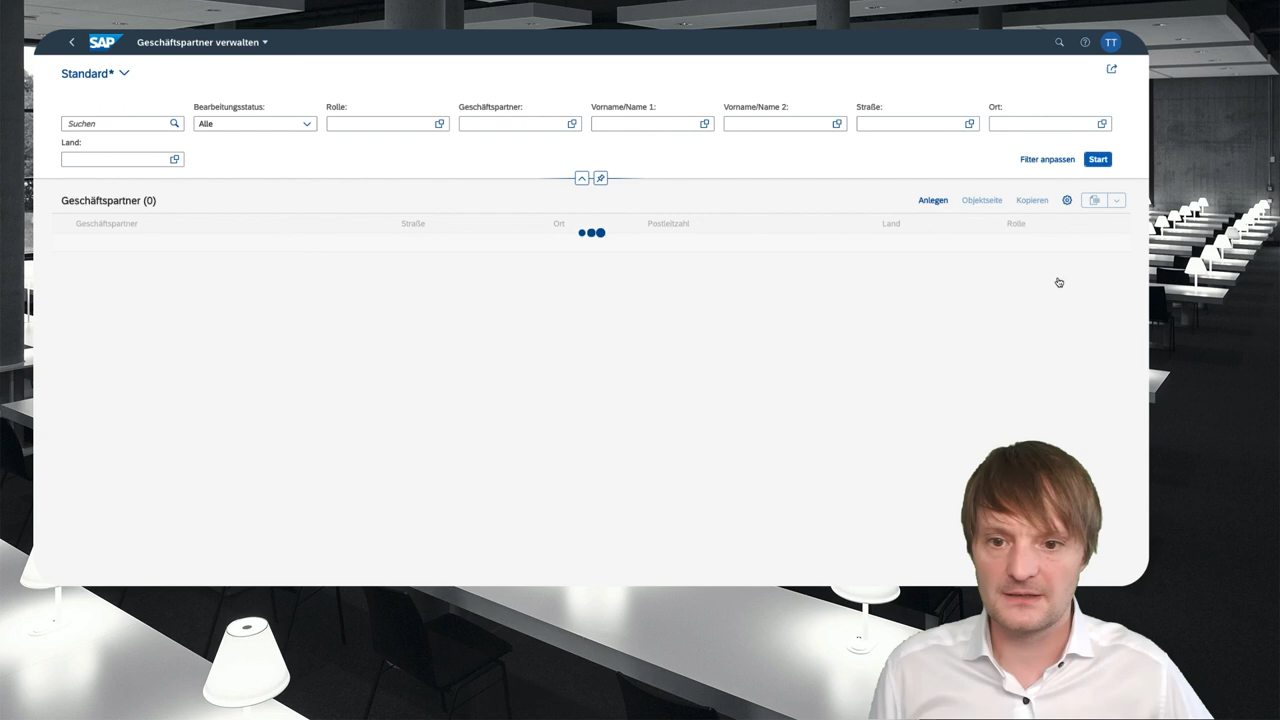 SAP Geschäftspartner verwalten TT
Standard*
Bearbeitungsstatus: Rolle: Geschäftspartner: Vorname/Name 1: Vorname/Name 2: Straße: Ort:
Suchen Alle
Land:
Filter anpassen Start
Geschäftspartner (0) Anlegen Objektseite Kopieren
Geschäftspartner Straße Ort Postleitzahl Land Rolle